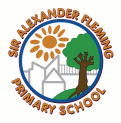 SIR ALEXANDER FLEMING
PRIMARY SCHOOL